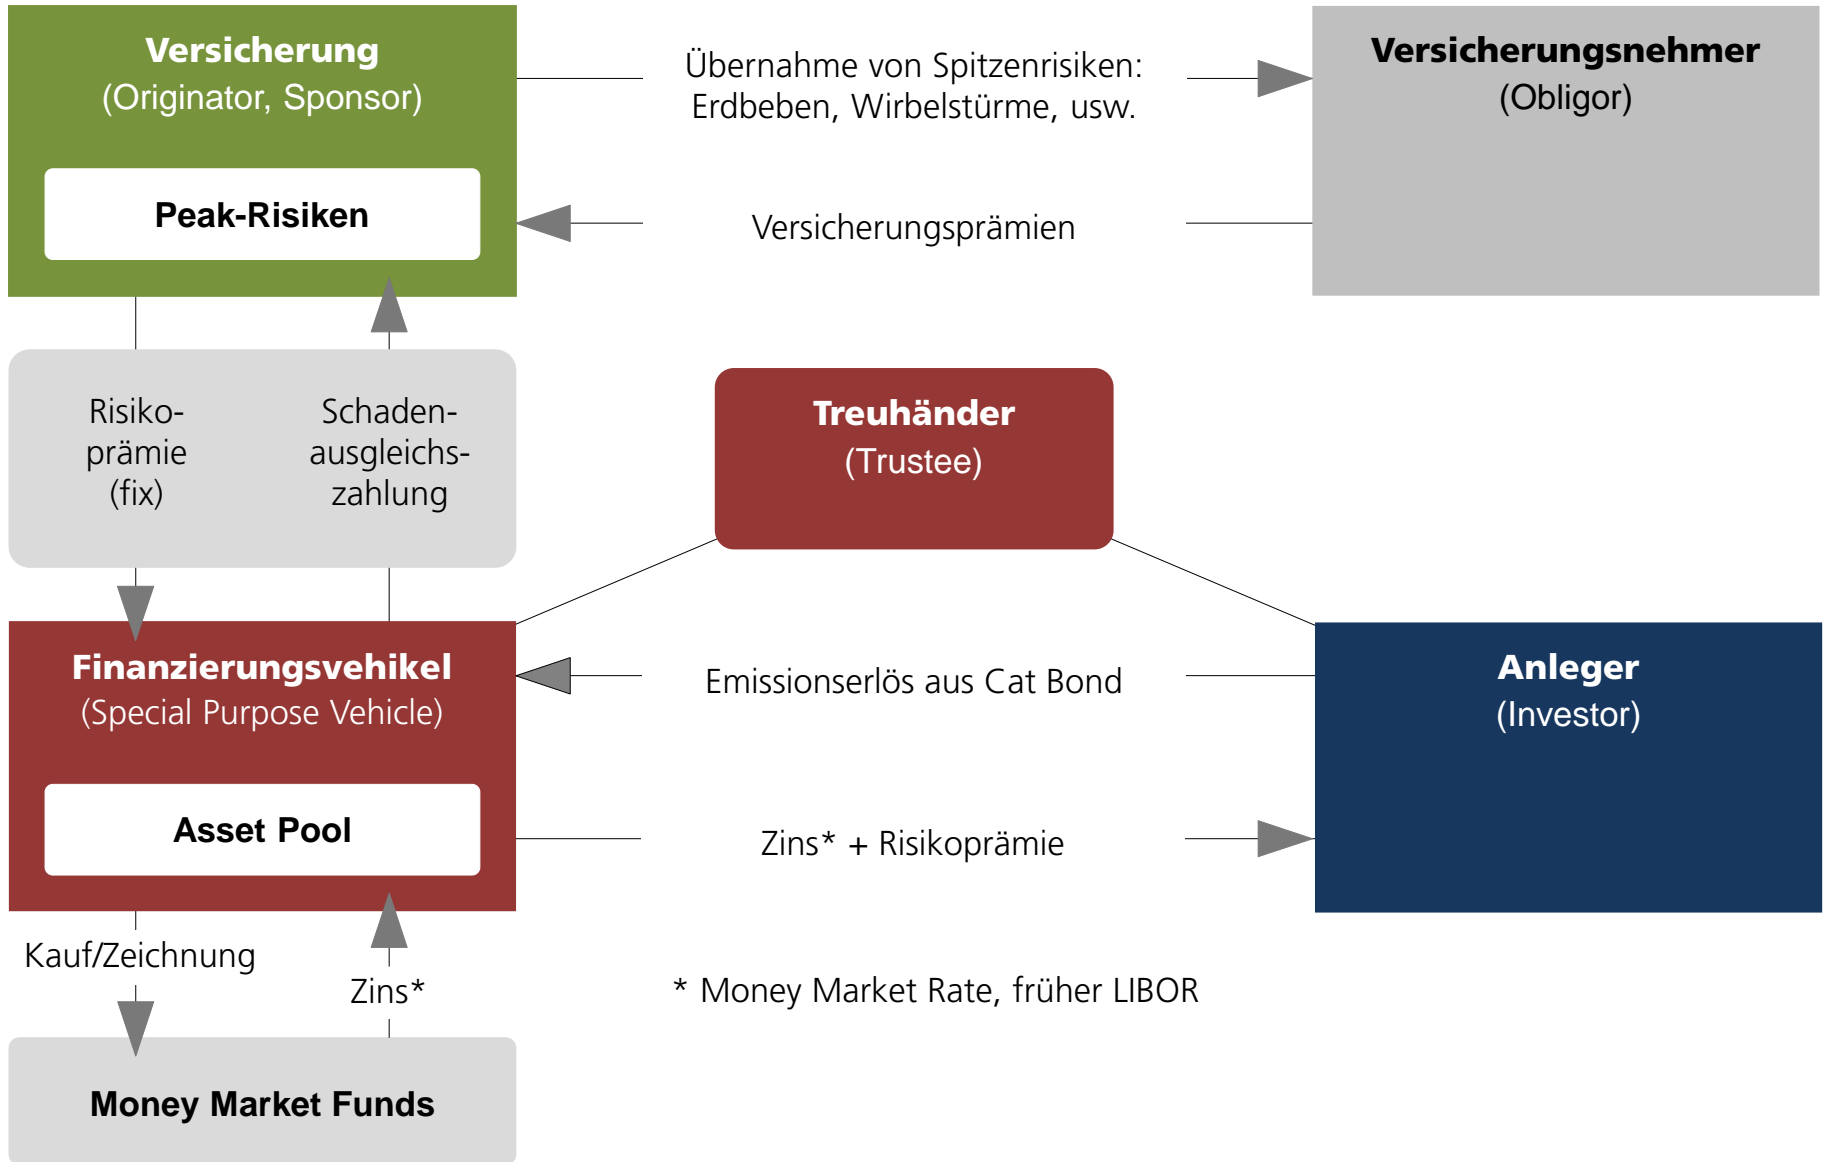 Versicherung
(Originator, Sponsor)
Peak-Risiken
Übernahme von Spitzenrisiken:
Erdbeben, Wirbelstürme, usw.
Versicherungsprämien
Versicherungsnehmer
(Obligor)
Risiko-
prämie
(fix)
Schaden-
ausgleichs-
zahlung
Treuhänder
(Trustee)
Finanzierungsvehikel
(Special Purpose Vehicle)
Asset Pool
Emissionserlös aus Cat Bond
Zins* + Risikoprämie
Anleger
(Investor)
Kauf/Zeichnung
Zins*
* Money Market Rate, früher LIBOR
Money Market Funds